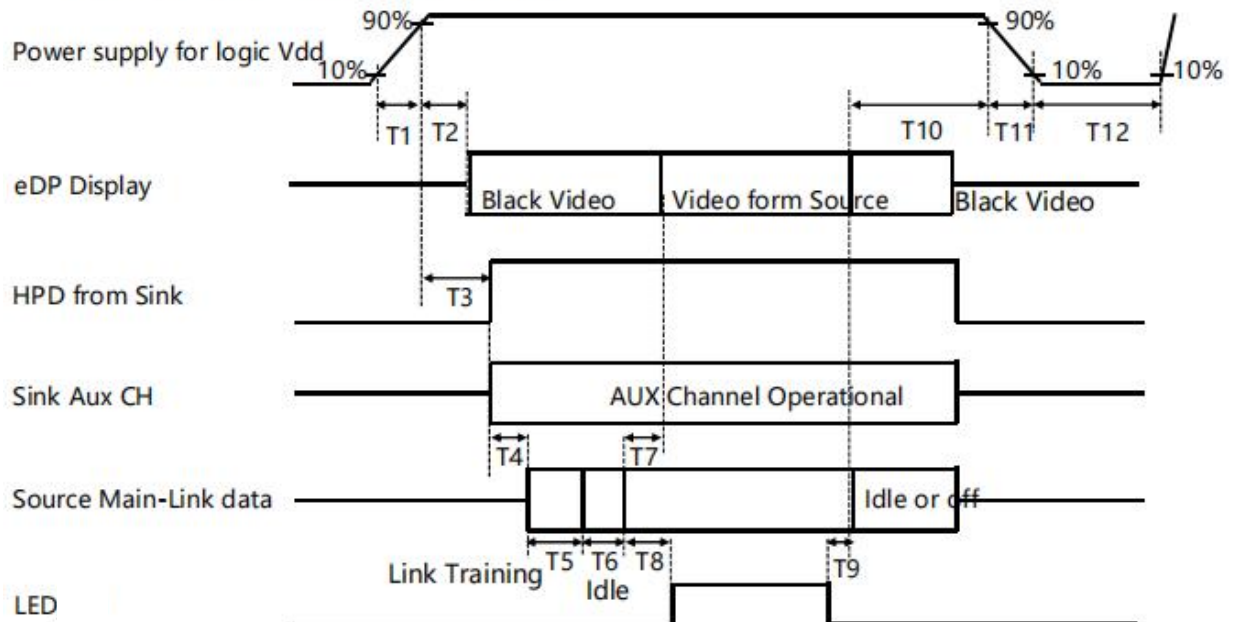 90% 90%
Power supply for logic Vdd
10% 10% 10%
T1 T2 T10 T11 T12
eDP Display
Black Video Video form Source Black Video
HPD from Sink
T3
Sink Aux CH
AUX Channel Operational
T4 T7
Source Main-Link data
Idle or off
T5 T6 T8 T9
Link Training
Idle
LED